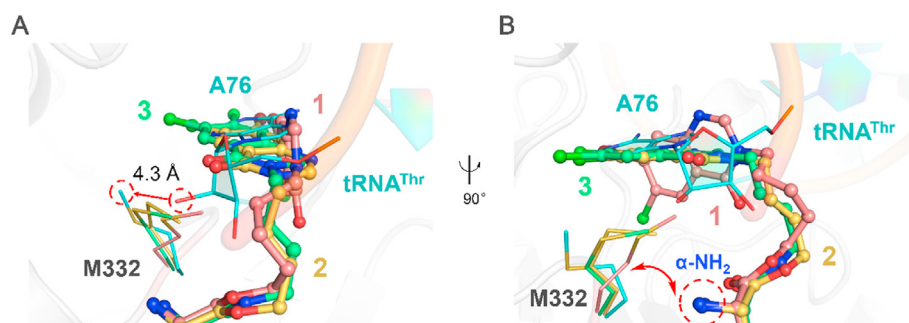 A
A76
1
3
4.3 Å
tRNAᵀʰʳ
M332
2
90°
B
A76
tRNAᵀʰʳ
3
1
2
α-NH₂
M332